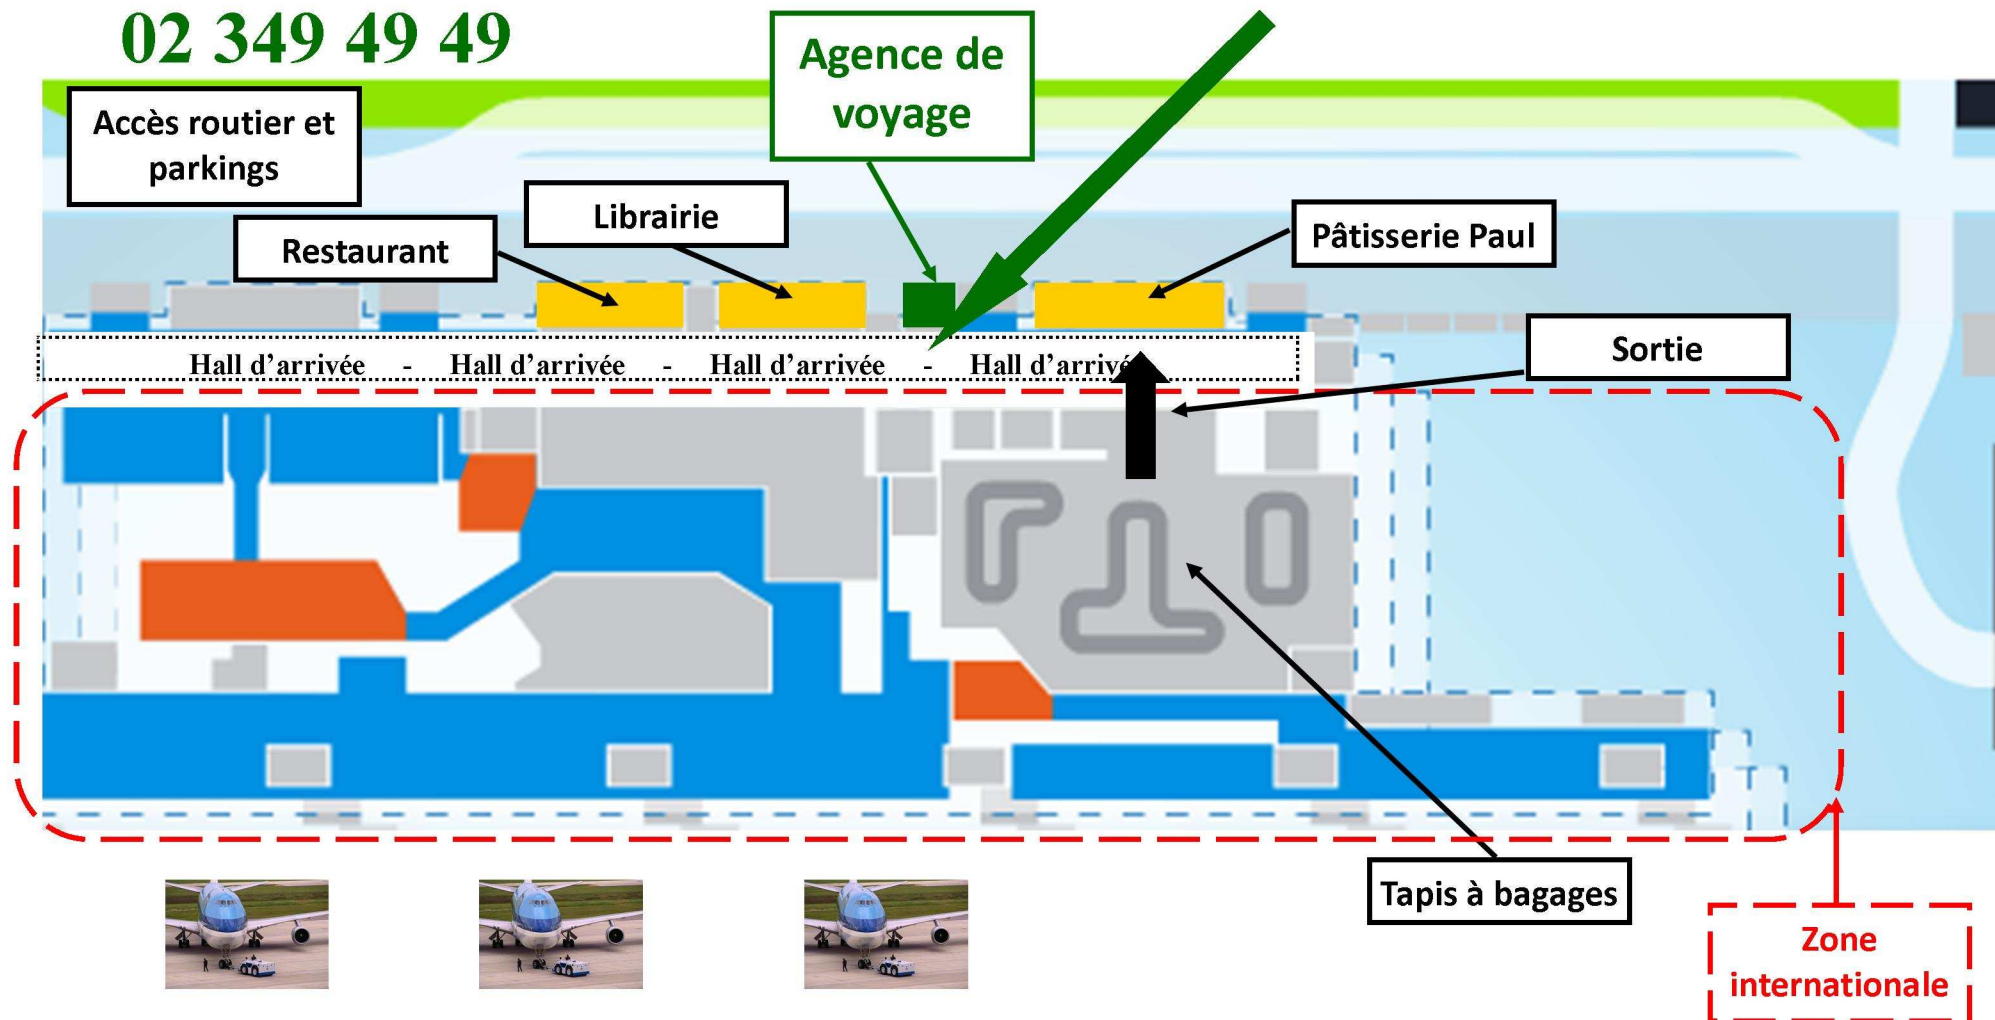 02 349 49 49
Agence de
voyage
Accès routier et
parkings
Librairie
Restaurant
Pâtisserie Paul
Sortie
Hall d’arrivée - Hall d’arrivée - Hall d’arrivée - Hall d’arrivée
Tapis à bagages
Zone
internationale